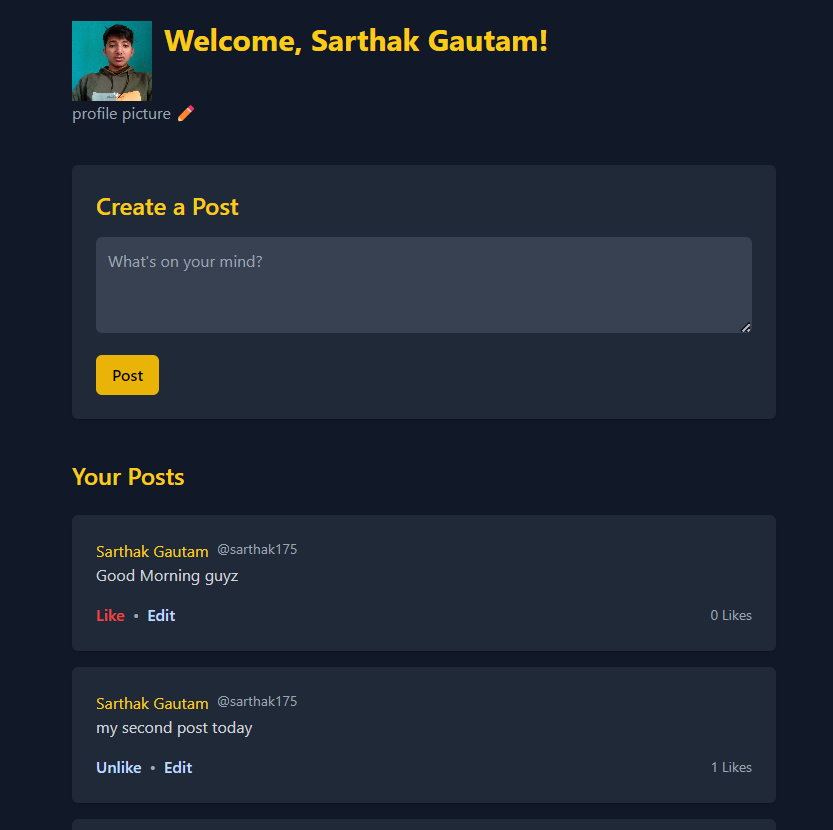 Welcome, Sarthak Gautam!
profile picture
Create a Post
What's on your mind?
Post
Your Posts
Sarthak Gautam @sarthak175
Good Morning guyz
Like • Edit 0 Likes
Sarthak Gautam @sarthak175
my second post today
Unlike • Edit 1 Likes